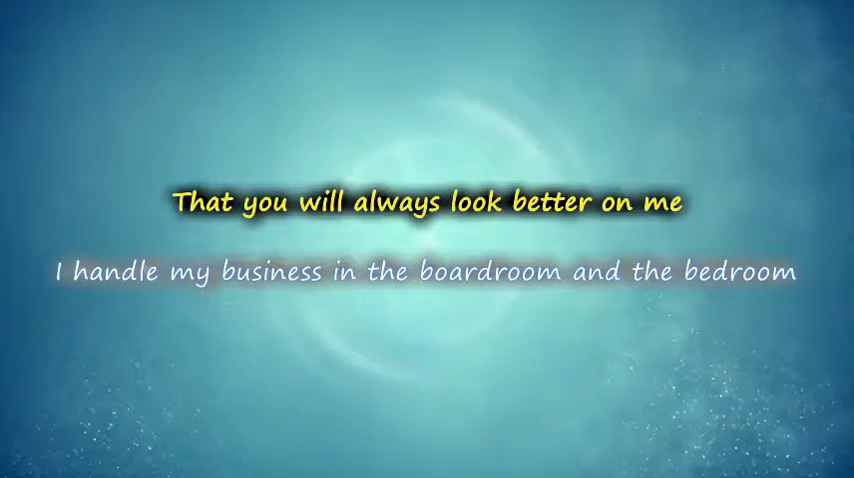 That you will always look better on me
I handle my business in the boardroom and the bedroom